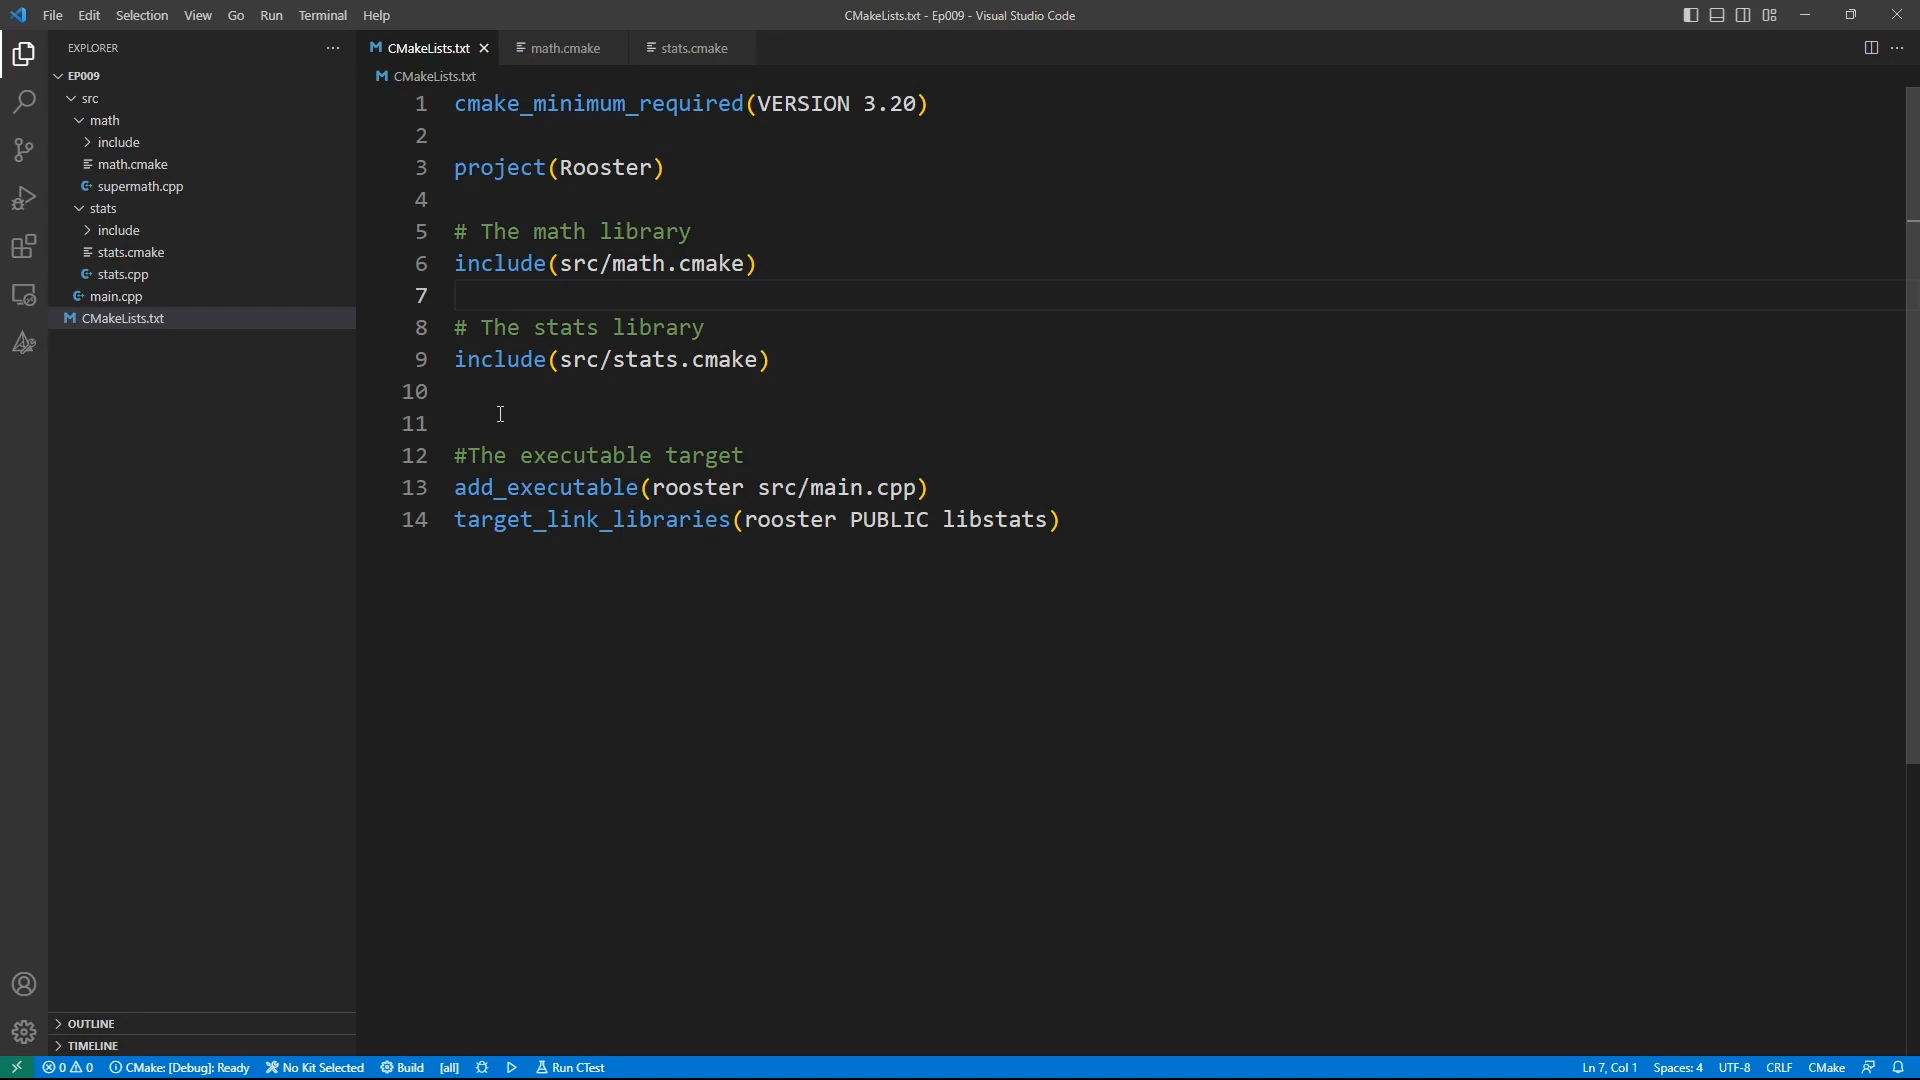 File Edit Selection View Go Run Terminal Help
CMakeLists.txt - Ep009 - Visual Studio Code
EXPLORER
EP009
src
math
include
math.cmake
supermath.cpp
stats
include
stats.cmake
stats.cpp
main.cpp
CMakeLists.txt
OUTLINE
TIMELINE
CMakeLists.txt math.cmake stats.cmake
CMakeLists.txt
1 cmake_minimum_required(VERSION 3.20)
2
3 project(Rooster)
4
5 # The math library
6 include(src/math.cmake)
7
8 # The stats library
9 include(src/stats.cmake)
10
11
12 #The executable target
13 add_executable(rooster src/main.cpp)
14 target_link_libraries(rooster PUBLIC libstats)
0 0 CMake: [Debug]: Ready No Kit Selected Build [all] Run CTest Ln 7, Col 1 Spaces: 4 UTF-8 CRLF CMake